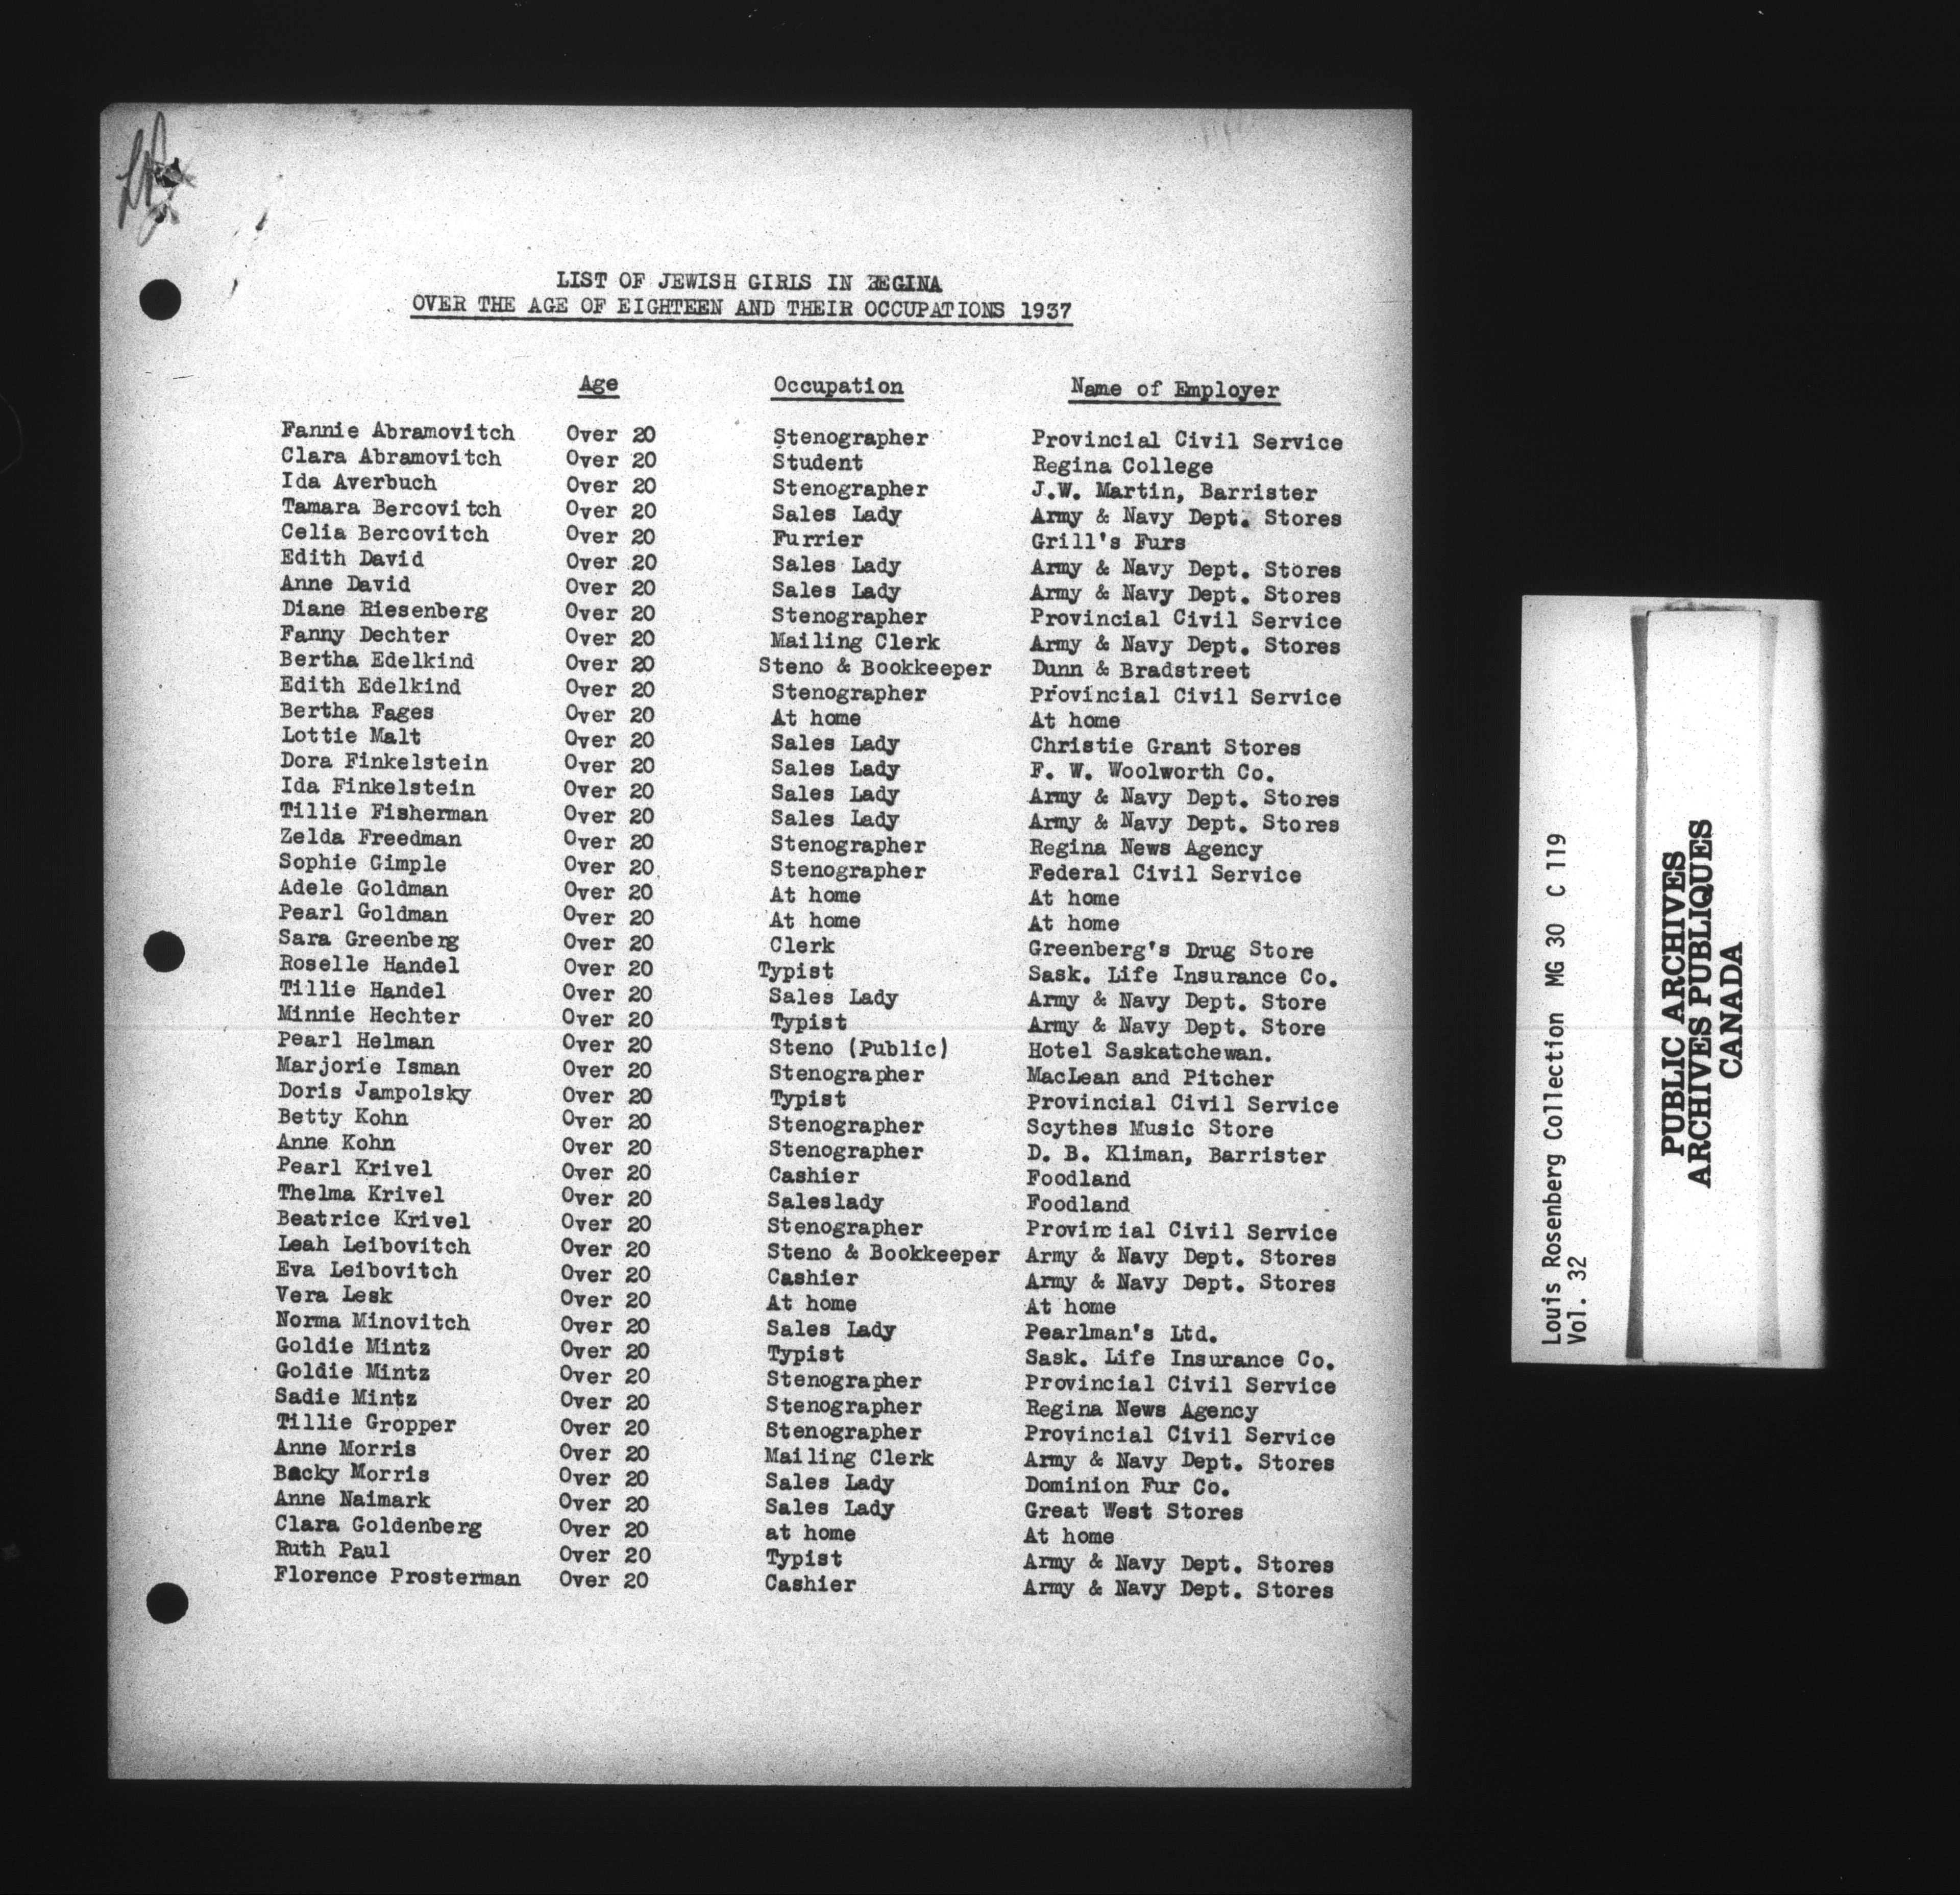 LIST OF JEWISH GIRLS IN REGINA
OVER THE AGE OF EIGHTEEN AND THEIR OCCUPATIONS 1937
Age Occupation Name of Employer
Fannie Abramovitch Over 20 Stenographer Provincial Civil Service
Clara Abramovitch Over 20 Student Regina College
Ida Averbuch Over 20 Stenographer J.W. Martin, Barrister
Tamara Bercovitch Over 20 Sales Lady Army & Navy Dept. Stores
Celia Bercovitch Over 20 Furrier Grill's Furs
Edith David Over 20 Sales Lady Army & Navy Dept. Stores
Anne David Over 20 Sales Lady Army & Navy Dept. Stores
Diane Riesenberg Over 20 Stenographer Provincial Civil Service
Fanny Dechter Over 20 Mailing Clerk Army & Navy Dept. Stores
Bertha Edelkind Over 20 Steno & Bookkeeper Dunn & Bradstreet
Edith Edelkind Over 20 Stenographer Provincial Civil Service
Bertha Fages Over 20 At home At home
Lottie Malt Over 20 Sales Lady Christie Grant Stores
Dora Finkelstein Over 20 Sales Lady F. W. Woolworth Co.
Ida Finkelstein Over 20 Sales Lady Army & Navy Dept. Stores
Tillie Fisherman Over 20 Sales Lady Army & Navy Dept. Stores
Zelda Freedman Over 20 Stenographer Regina News Agency
Sophie Gimple Over 20 Stenographer Federal Civil Service
Adele Goldman Over 20 At home At home
Pearl Goldman Over 20 At home At home
Sara Greenberg Over 20 Clerk Greenberg's Drug Store
Roselle Handel Over 20 Typist Sask. Life Insurance Co.
Tillie Handel Over 20 Sales Lady Army & Navy Dept. Store
Minnie Hechter Over 20 Typist Army & Navy Dept. Store
Pearl Helman Over 20 Steno (Public) Hotel Saskatchewan.
Marjorie Isman Over 20 Stenographer MacLean and Pitcher
Doris Jampolsky Over 20 Typist Provincial Civil Service
Betty Kohn Over 20 Stenographer Scythes Music Store
Anne Kohn Over 20 Stenographer D. B. Kliman, Barrister
Pearl Krivel Over 20 Cashier Foodland
Thelma Krivel Over 20 Saleslady Foodland
Beatrice Krivel Over 20 Stenographer Provincial Civil Service
Leah Leibovitch Over 20 Steno & Bookkeeper Army & Navy Dept. Stores
Eva Leibovitch Over 20 Cashier Army & Navy Dept. Stores
Vera Lesk Over 20 At home At home
Norma Minovitch Over 20 Sales Lady Pearlman's Ltd.
Goldie Mintz Over 20 Typist Sask. Life Insurance Co.
Goldie Mintz Over 20 Stenographer Provincial Civil Service
Sadie Mintz Over 20 Stenographer Regina News Agency
Tillie Gropper Over 20 Stenographer Provincial Civil Service
Anne Morris Over 20 Mailing Clerk Army & Navy Dept. Stores
Backy Morris Over 20 Sales Lady Dominion Fur Co.
Anne Naimark Over 20 Sales Lady Great West Stores
Clara Goldenberg Over 20 at home At home
Ruth Paul Over 20 Typist Army & Navy Dept. Stores
Florence Prosterman Over 20 Cashier Army & Navy Dept. Stores
Louis Rosenberg Collection MG 30 C 119
Vol. 32
PUBLIC ARCHIVES
ARCHIVES PUBLIQUES
CANADA